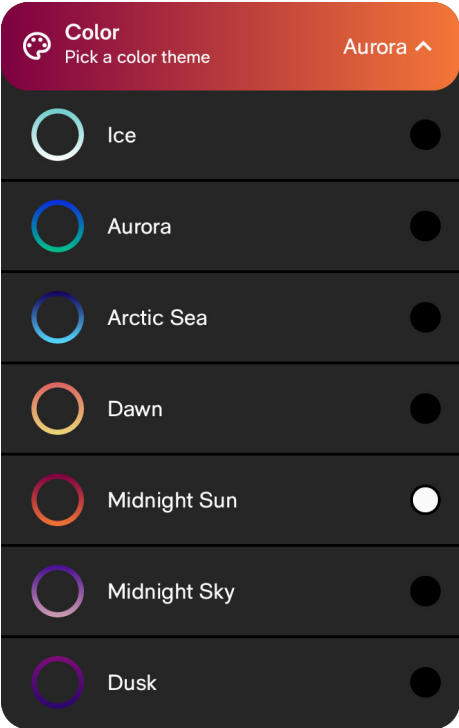 Color
Pick a color theme
Aurora
Ice
Aurora
Arctic Sea
Dawn
Midnight Sun
Midnight Sky
Dusk